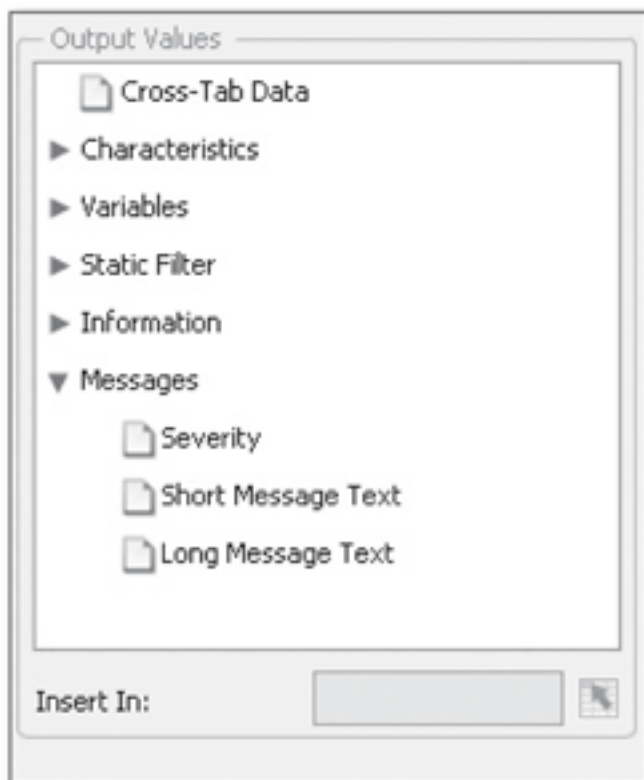 Output Values
Cross-Tab Data
Characteristics
Variables
Static Filter
Information
Messages
Severity
Short Message Text
Long Message Text
Insert In: